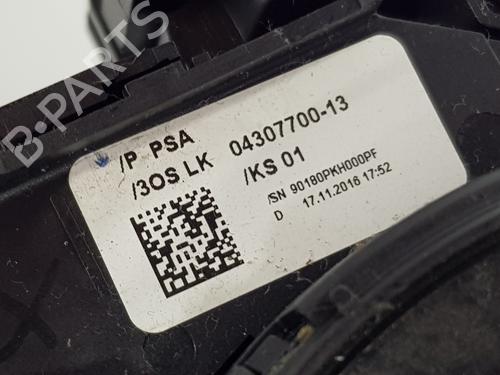 B-PARTS
/P PSA
/3OS LK 04307700-13
/KS 01
/SN 90180PKH000PF
D 17.11.2016 17:52